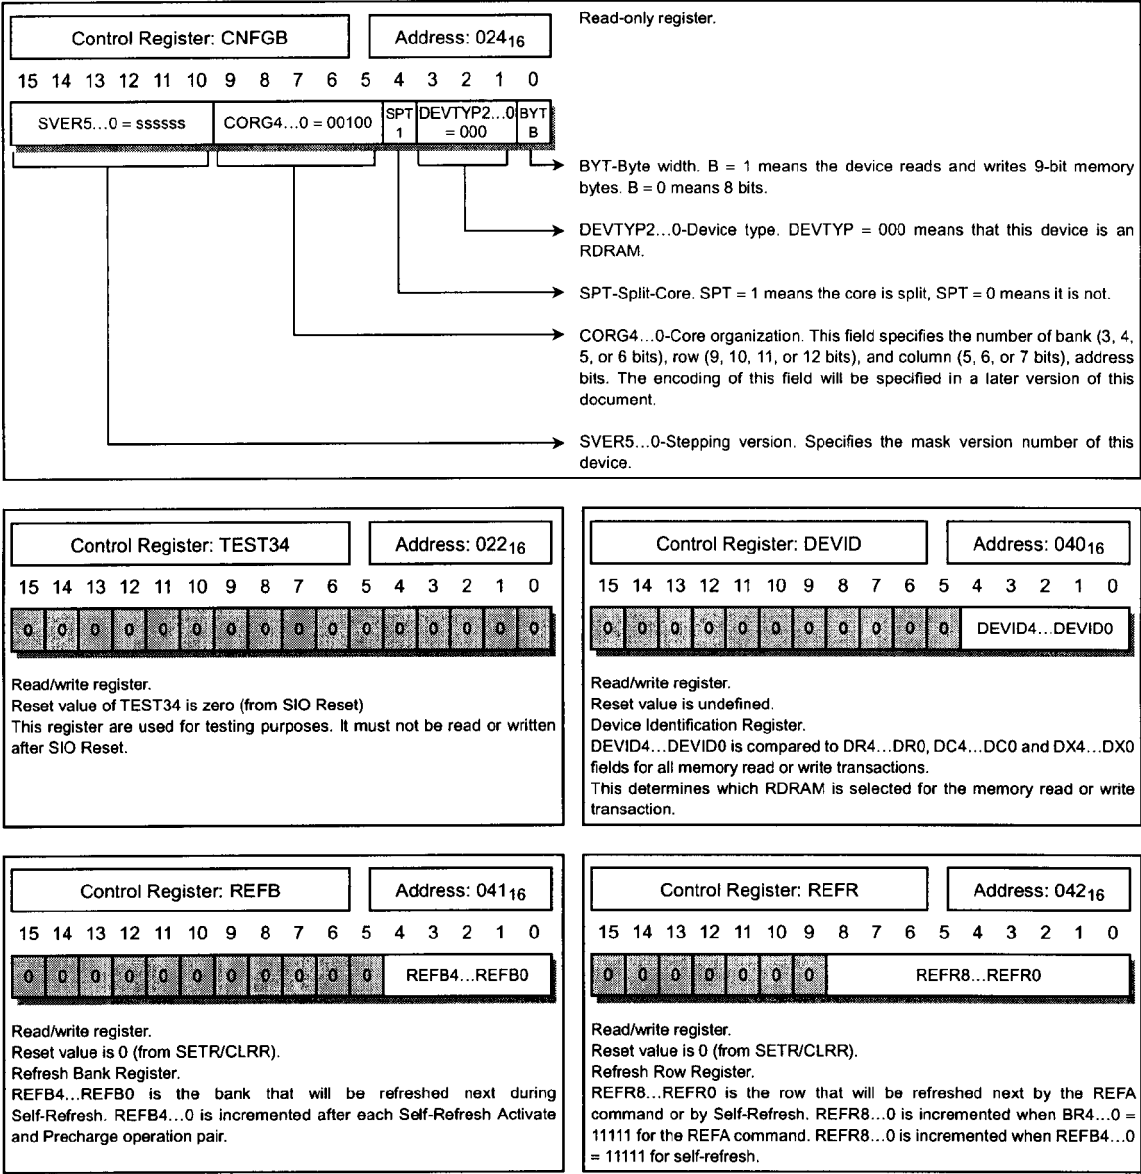 Control Register: CNFGB
Address: 024₁₆
15 14 13 12 11 10 9 8 7 6 5 4 3 2 1 0
SVER5...0 = ssssss CORG4...0 = 00100 SPT 1 DEVTYP2...0 = 000 BYT B
Read-only register.
BYT-Byte width. B = 1 means the device reads and writes 9-bit memory
bytes. B = 0 means 8 bits.
DEVTYP2...0-Device type. DEVTYP = 000 means that this device is an
RDRAM.
SPT-Split-Core. SPT = 1 means the core is split, SPT = 0 means it is not.
CORG4...0-Core organization. This field specifies the number of bank (3, 4,
5, or 6 bits), row (9, 10, 11, or 12 bits), and column (5, 6, or 7 bits), address
bits. The encoding of this field will be specified in a later version of this
document.
SVER5...0-Stepping version. Specifies the mask version number of this
device.
Control Register: TEST34
Address: 022₁₆
15 14 13 12 11 10 9 8 7 6 5 4 3 2 1 0
0 0 0 0 0 0 0 0 0 0 0 0 0 0 0 0
Read/write register.
Reset value of TEST34 is zero (from SIO Reset)
This register are used for testing purposes. It must not be read or written
after SIO Reset.
Control Register: DEVID
Address: 040₁₆
15 14 13 12 11 10 9 8 7 6 5 4 3 2 1 0
0 0 0 0 0 0 0 0 0 0 0 DEVID4...DEVID0
Read/write register.
Reset value is undefined.
Device Identification Register.
DEVID4...DEVID0 is compared to DR4...DR0, DC4...DC0 and DX4...DX0
fields for all memory read or write transactions.
This determines which RDRAM is selected for the memory read or write
transaction.
Control Register: REFB
Address: 041₁₆
15 14 13 12 11 10 9 8 7 6 5 4 3 2 1 0
0 0 0 0 0 0 0 0 0 0 0 REFB4...REFB0
Read/write register.
Reset value is 0 (from SETR/CLRR).
Refresh Bank Register.
REFB4...REFB0 is the bank that will be refreshed next during
Self-Refresh. REFB4...0 is incremented after each Self-Refresh Activate
and Precharge operation pair.
Control Register: REFR
Address: 042₁₆
15 14 13 12 11 10 9 8 7 6 5 4 3 2 1 0
0 0 0 0 0 0 0 REFR8...REFR0
Read/write register.
Reset value is 0 (from SETR/CLRR).
Refresh Row Register.
REFR8...REFR0 is the row that will be refreshed next by the REFA
command or by Self-Refresh. REFR8...0 is incremented when BR4...0 =
11111 for the REFA command. REFR8...0 is incremented when REFB4...0
= 11111 for self-refresh.